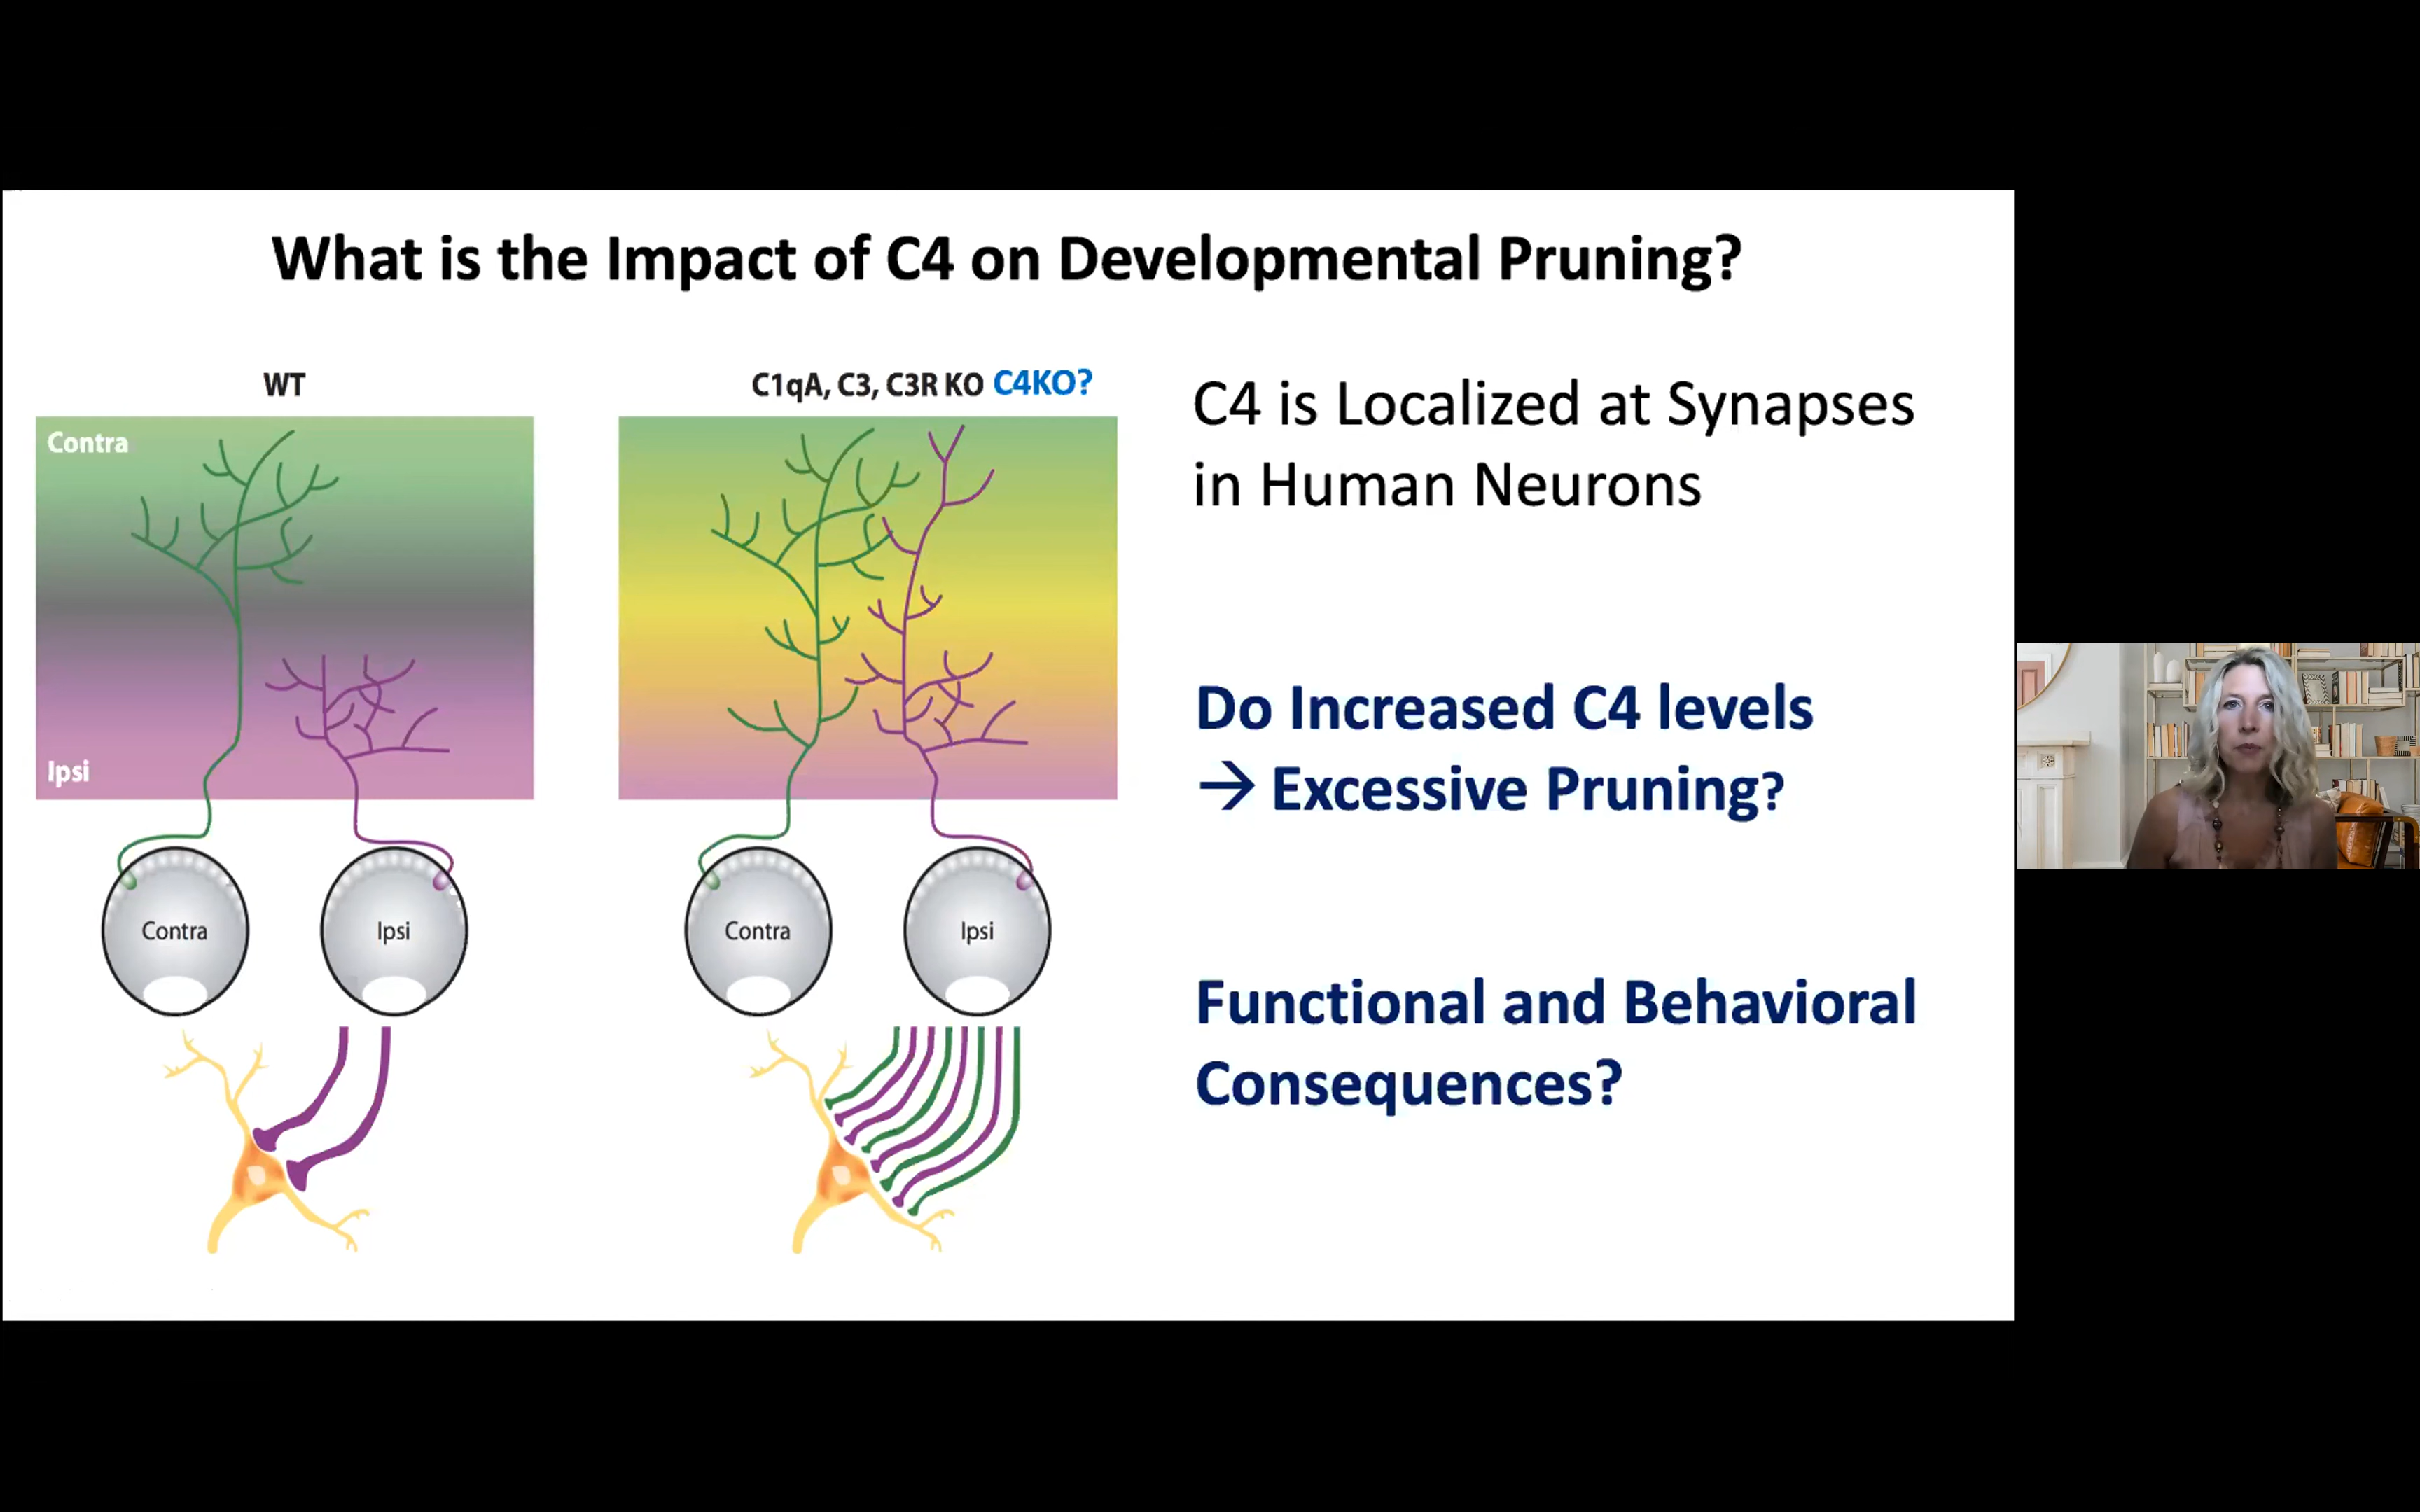 What is the Impact of C4 on Developmental Pruning?
WT
Contra
Ipsi
Contra
Ipsi
C1qA, C3, C3R KO C4KO?
Contra
Ipsi
C4 is Localized at Synapses
in Human Neurons
Do Increased C4 levels
→ Excessive Pruning?
Functional and Behavioral
Consequences?